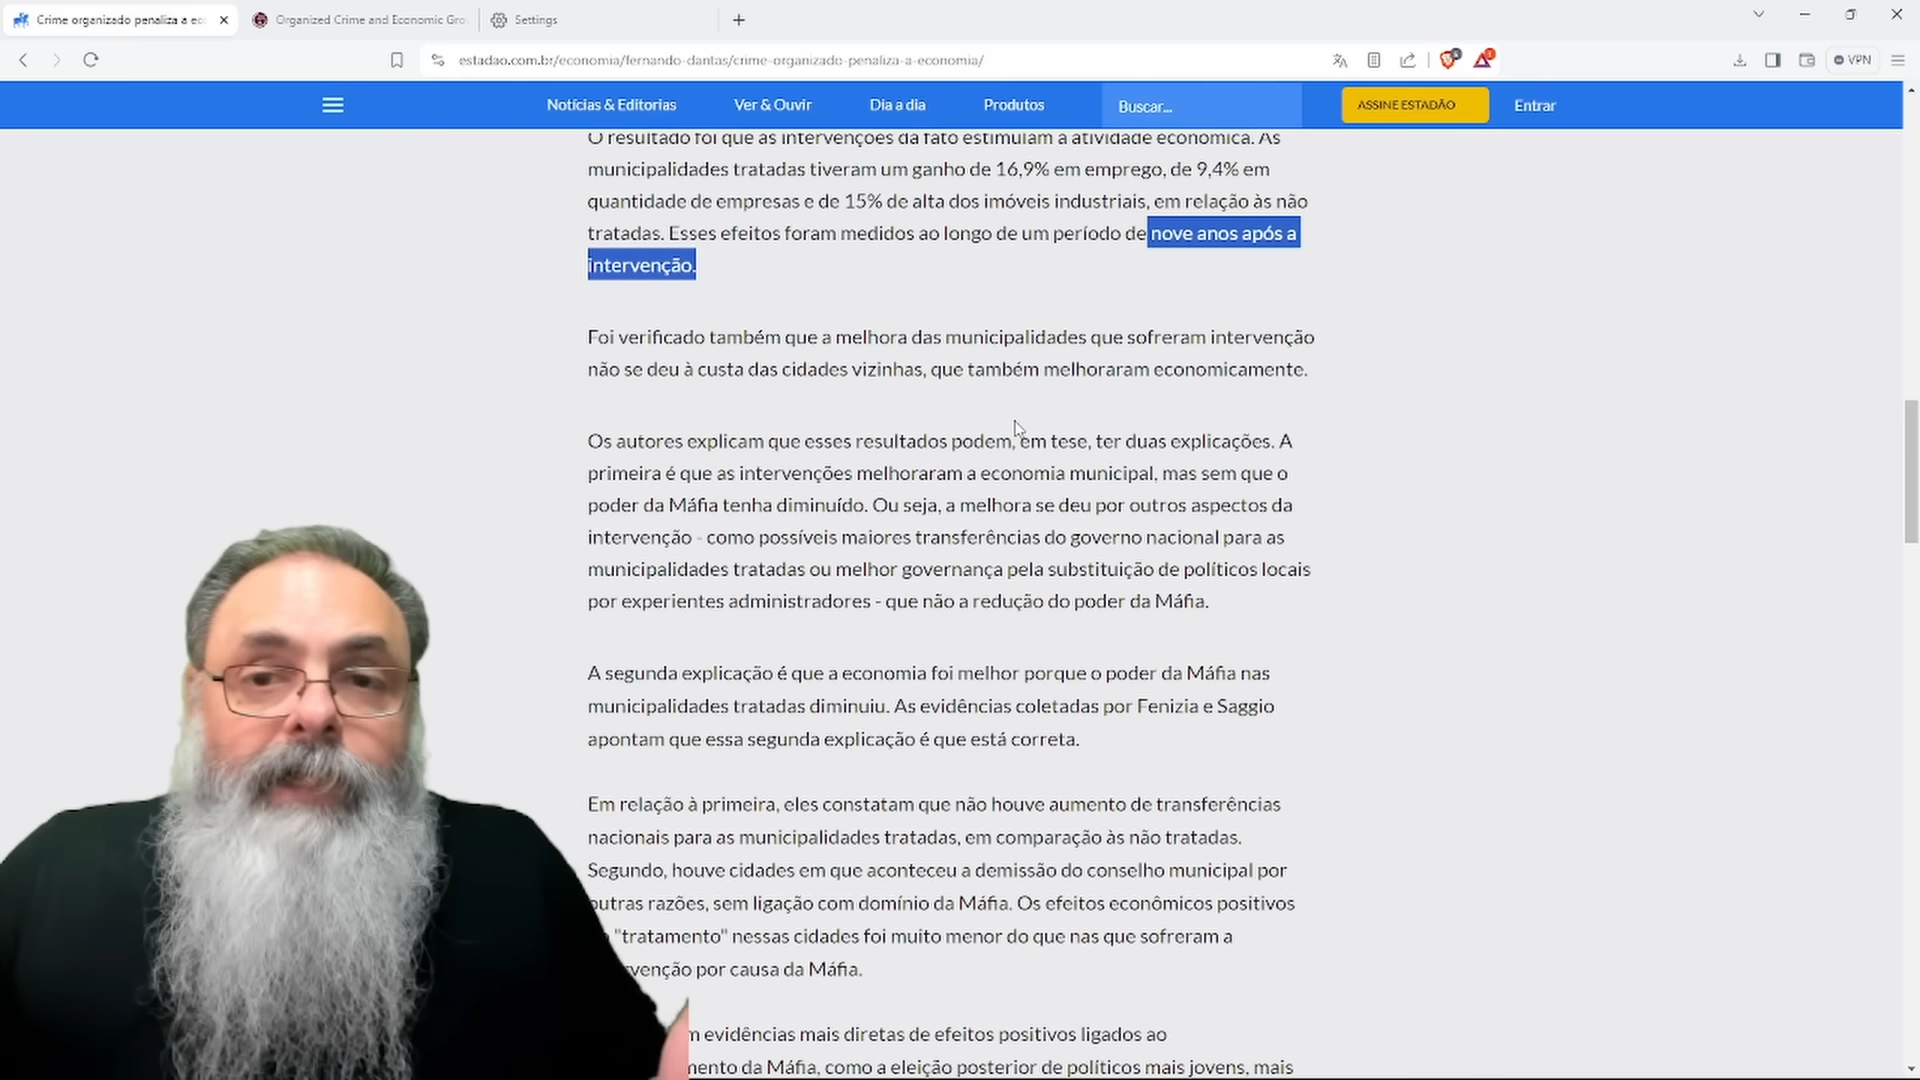 Crime organizado penaliza a eco
Organized Crime and Economic Gro
Settings
estadao.com.br/economia/fernando-dantas/crime-organizado-penaliza-a-economia/
VPN
Notícias & Editorias
Ver & Ouvir
Dia a dia
Produtos
Buscar...
ASSINE ESTADÃO
Entrar
O resultado foi que as intervenções da fato estimulam a atividade econômica. As
municipalidades tratadas tiveram um ganho de 16,9% em emprego, de 9,4% em
quantidade de empresas e de 15% de alta dos imóveis industriais, em relação às não
tratadas. Esses efeitos foram medidos ao longo de um período de nove anos após a
intervenção.
Foi verificado também que a melhora das municipalidades que sofreram intervenção
não se deu à custa das cidades vizinhas, que também melhoraram economicamente.
Os autores explicam que esses resultados podem, em tese, ter duas explicações. A
primeira é que as intervenções melhoraram a economia municipal, mas sem que o
poder da Máfia tenha diminuído. Ou seja, a melhora se deu por outros aspectos da
intervenção - como possíveis maiores transferências do governo nacional para as
municipalidades tratadas ou melhor governança pela substituição de políticos locais
por experientes administradores - que não a redução do poder da Máfia.
A segunda explicação é que a economia foi melhor porque o poder da Máfia nas
municipalidades tratadas diminuiu. As evidências coletadas por Fenizia e Saggio
apontam que essa segunda explicação é que está correta.
Em relação à primeira, eles constatam que não houve aumento de transferências
nacionais para as municipalidades tratadas, em comparação às não tratadas.
Segundo, houve cidades em que aconteceu a demissão do conselho municipal por
outras razões, sem ligação com domínio da Máfia. Os efeitos econômicos positivos
"tratamento" nessas cidades foi muito menor do que nas que sofreram a
venção por causa da Máfia.
m evidências mais diretas de efeitos positivos ligados ao
mento da Máfia, como a eleição posterior de políticos mais jovens, mais